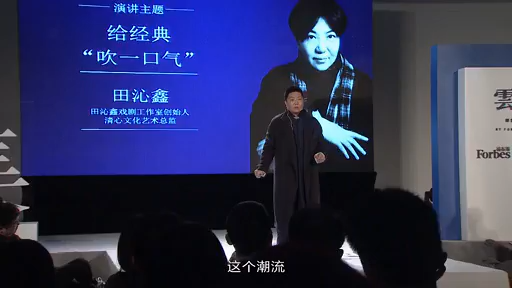 演讲主题
给经典
“吹一口气”
田沁鑫
田沁鑫戏剧工作室创始人
清心文化艺术总监
雲
Forbes
这个潮流